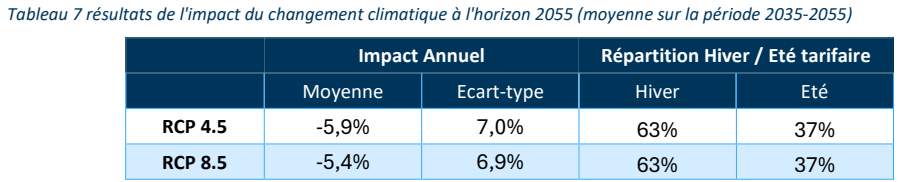 Tableau 7 résultats de l'impact du changement climatique à l'horizon 2055 (moyenne sur la période 2035-2055)
Impact Annuel Répartition Hiver / Eté tarifaire
Moyenne Ecart-type Hiver Eté
RCP 4.5 -5,9% 7,0% 63% 37%
RCP 8.5 -5,4% 6,9% 63% 37%